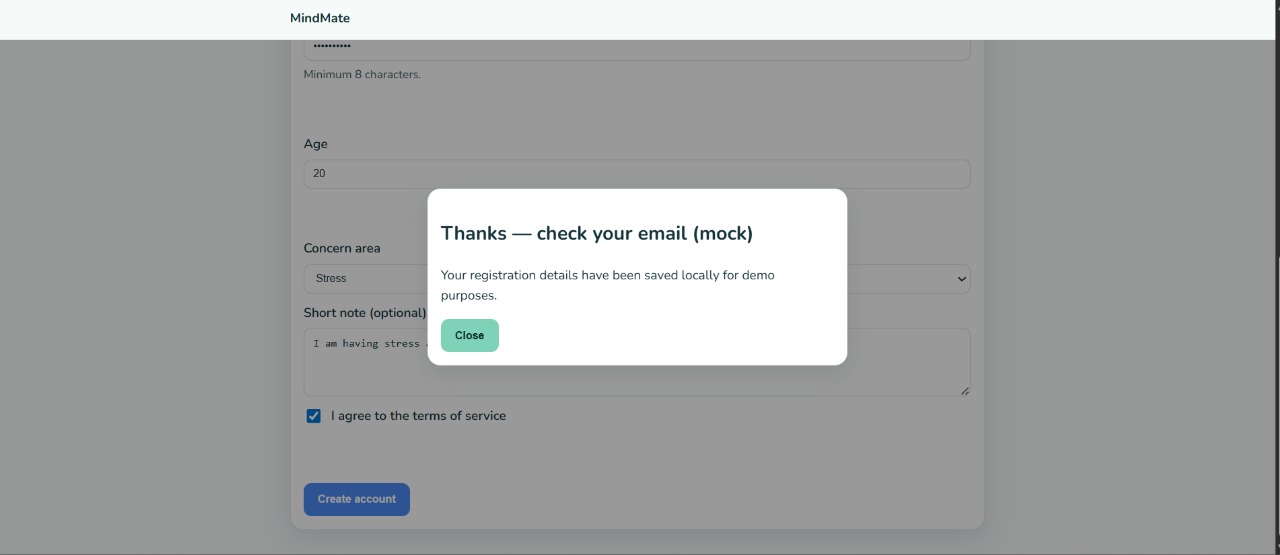 MindMate
••••••••••
Minimum 8 characters.
Age
20
Thanks — check your email (mock)
Your registration details have been saved locally for demo
purposes.
Close
Concern area
Stress
Short note (optional)
I am having stress
I agree to the terms of service
Create account